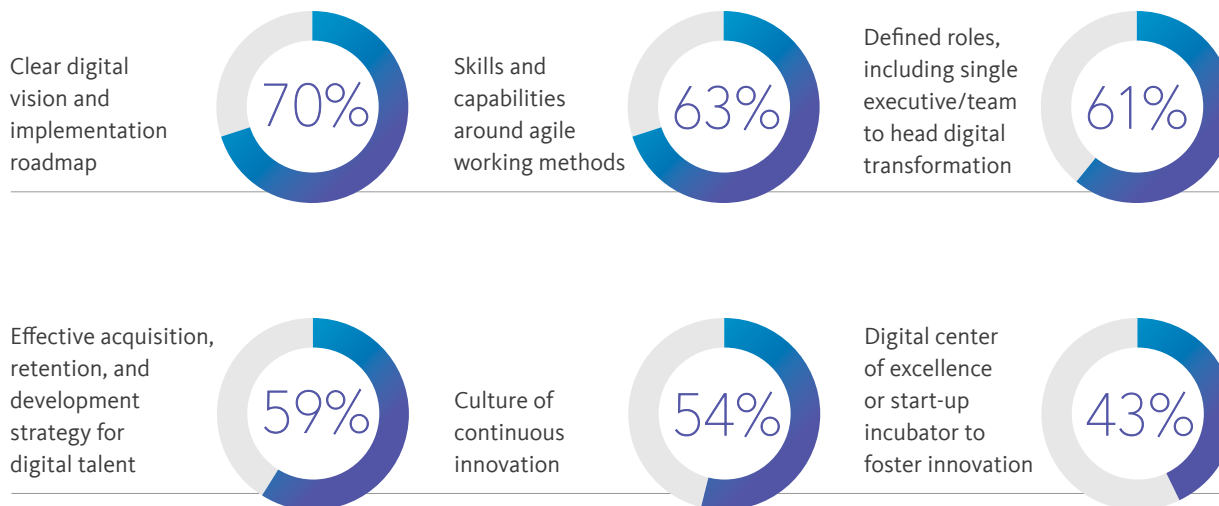 Clear digital
vision and
implementation
roadmap
70%
Skills and
capabilities
around agile
working methods
63%
Defined roles,
including single
executive/team
to head digital
transformation
61%
Effective acquisition,
retention, and
development
strategy for
digital talent
59%
Culture of
continuous
innovation
54%
Digital center
of excellence
or start-up
incubator to
foster innovation
43%